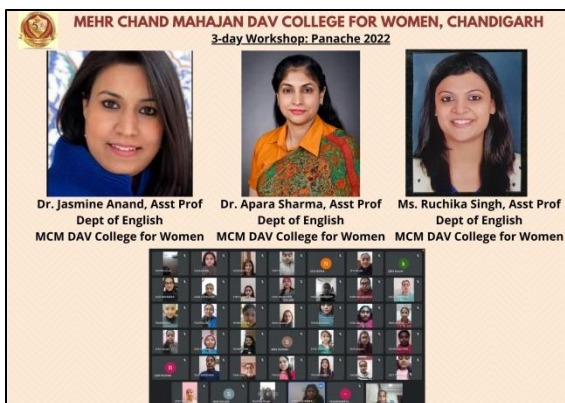 MEHR CHAND MAHAJAN DAV COLLEGE FOR WOMEN, CHANDIGARH
3-day Workshop: Panache 2022
Dr. Jasmine Anand, Asst Prof
Dept of English
MCM DAV College for Women
Dr. Apara Sharma, Asst Prof
Dept of English
MCM DAV College for Women
Ms. Ruchika Singh, Asst Prof
Dept of English
MCM DAV College for Women